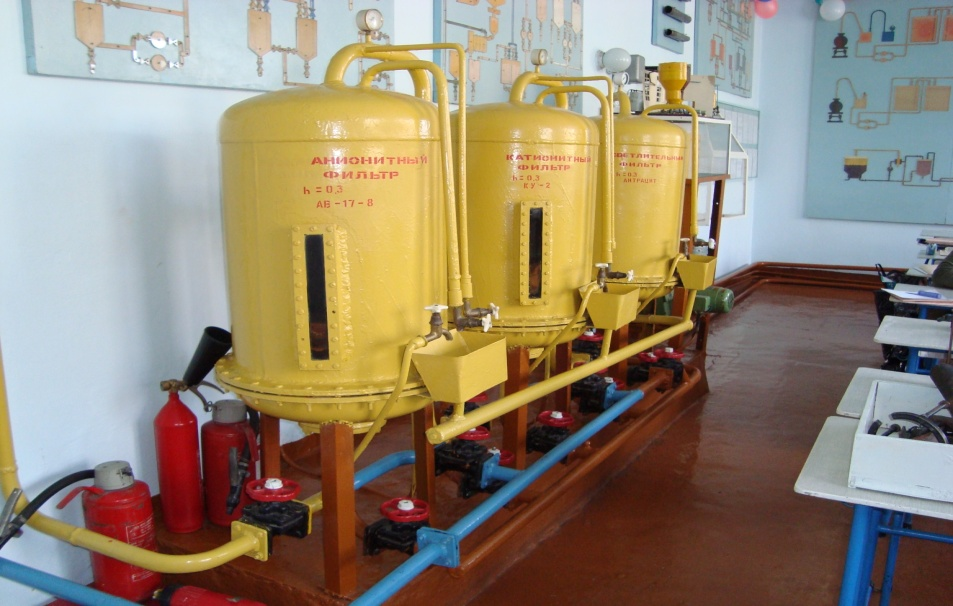 АНИОНИТНЫЙ
ФИЛЬТР
h = 0,3
АВ-17-8
КАТИОНИТНЫЙ
ФИЛЬТР
h = 0,3
КУ-2
ФИЛЬТР
h = 0,3
АНТРАЦИТ